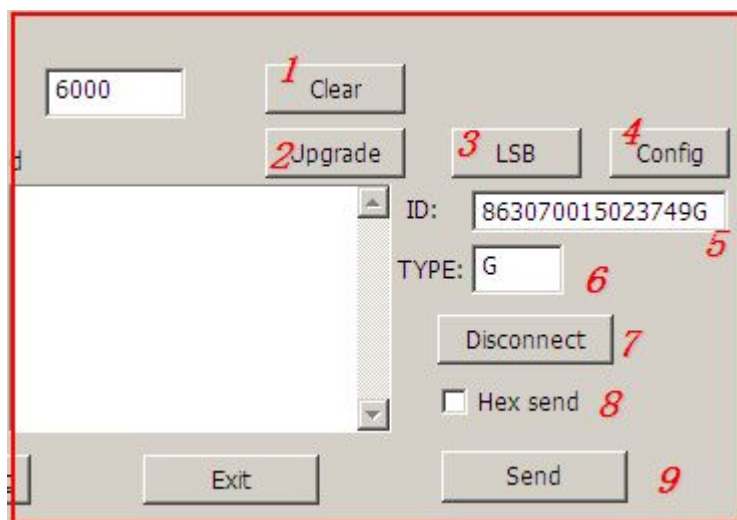 6000 1 Clear
d 2 Upgrade 3 LSB 4 Config
ID: 863070015023749G 5
TYPE: G 6
Disconnect 7
Hex send 8
Exit Send 9